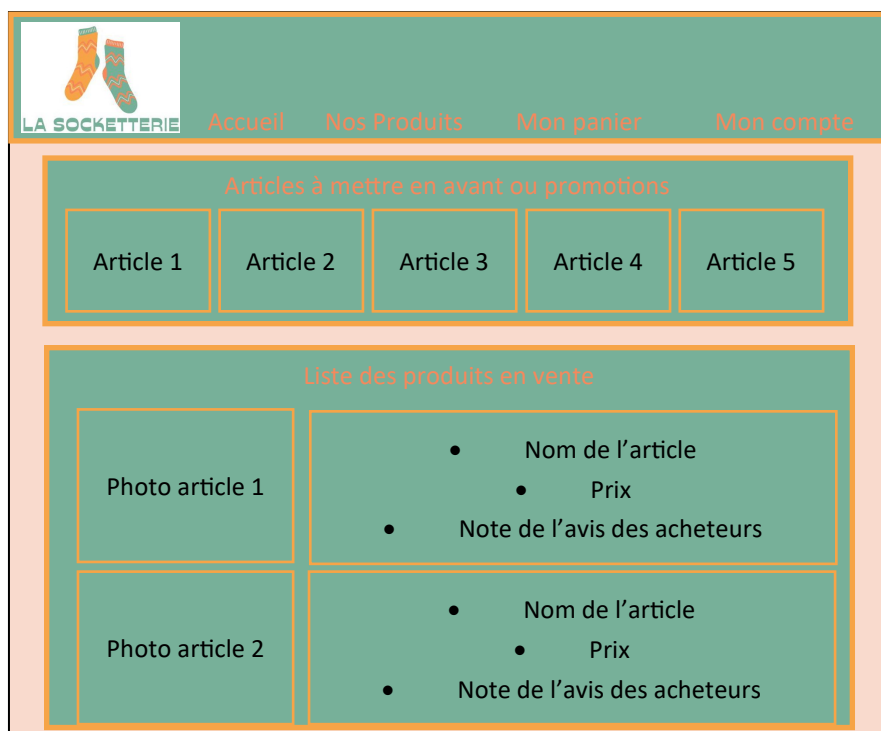 LA SOCKETTERIE
Accueil Nos Produits Mon panier Mon compte
Articles à mettre en avant ou promotions
Article 1 Article 2 Article 3 Article 4 Article 5
Liste des produits en vente
Photo article 1
• Nom de l’article
• Prix
• Note de l’avis des acheteurs
Photo article 2
• Nom de l’article
• Prix
• Note de l’avis des acheteurs